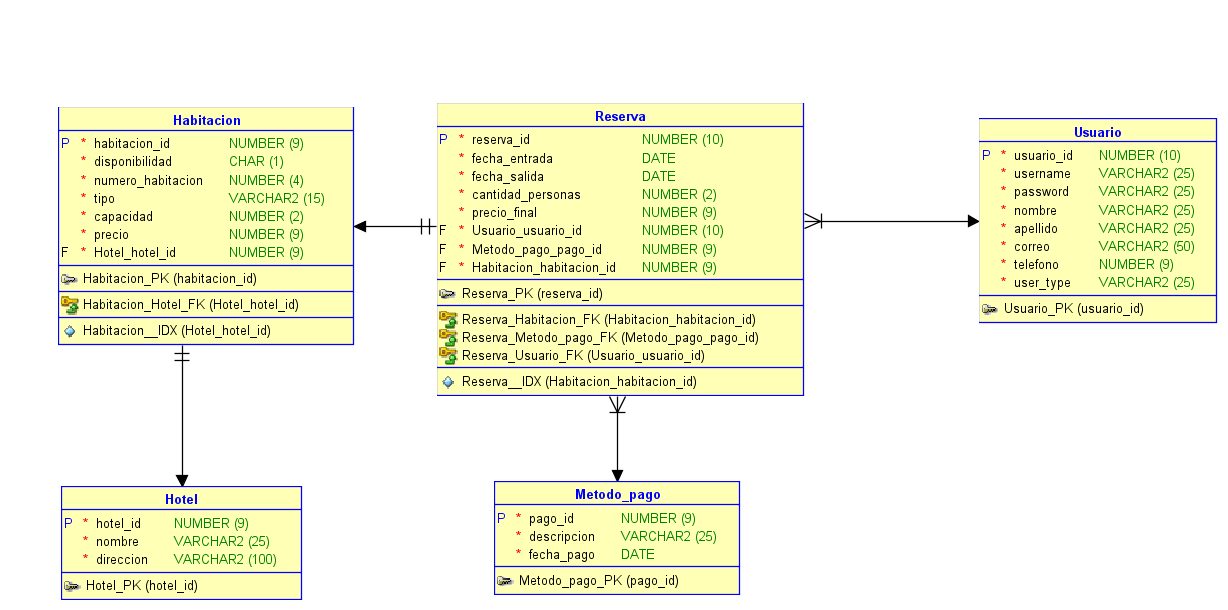 Habitacion
P * habitacion_id NUMBER (9)
* disponibilidad CHAR (1)
* numero_habitacion NUMBER (4)
* tipo VARCHAR2 (15)
* capacidad NUMBER (2)
* precio NUMBER (9)
F * Hotel_hotel_id NUMBER (9)
Habitacion_PK (habitacion_id)
Habitacion_Hotel_FK (Hotel_hotel_id)
Habitacion__IDX (Hotel_hotel_id)
Reserva
P * reserva_id NUMBER (10)
* fecha_entrada DATE
* fecha_salida DATE
* cantidad_personas NUMBER (2)
* precio_final NUMBER (9)
F * Usuario_usuario_id NUMBER (10)
F * Metodo_pago_pago_id NUMBER (9)
F * Habitacion_habitacion_id NUMBER (9)
Reserva_PK (reserva_id)
Reserva_Habitacion_FK (Habitacion_habitacion_id)
Reserva_Metodo_pago_FK (Metodo_pago_pago_id)
Reserva_Usuario_FK (Usuario_usuario_id)
Reserva__IDX (Habitacion_habitacion_id)
Usuario
P * usuario_id NUMBER (10)
* username VARCHAR2 (25)
* password VARCHAR2 (25)
* nombre VARCHAR2 (25)
* apellido VARCHAR2 (25)
* correo VARCHAR2 (50)
* telefono NUMBER (9)
* user_type VARCHAR2 (25)
Usuario_PK (usuario_id)
Hotel
P * hotel_id NUMBER (9)
* nombre VARCHAR2 (25)
* direccion VARCHAR2 (100)
Hotel_PK (hotel_id)
Metodo_pago
P * pago_id NUMBER (9)
* descripcion VARCHAR2 (25)
* fecha_pago DATE
Metodo_pago_PK (pago_id)